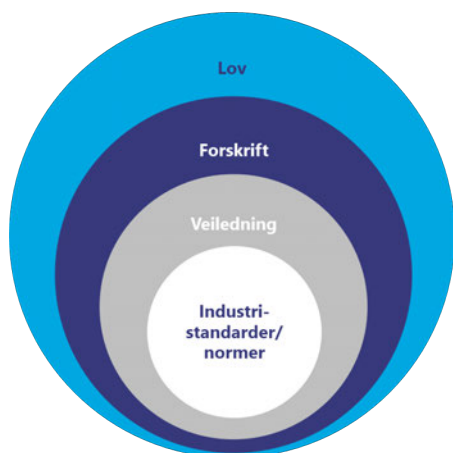 Lov
Forskrift
Veiledning
Industri-
standarder/
normer